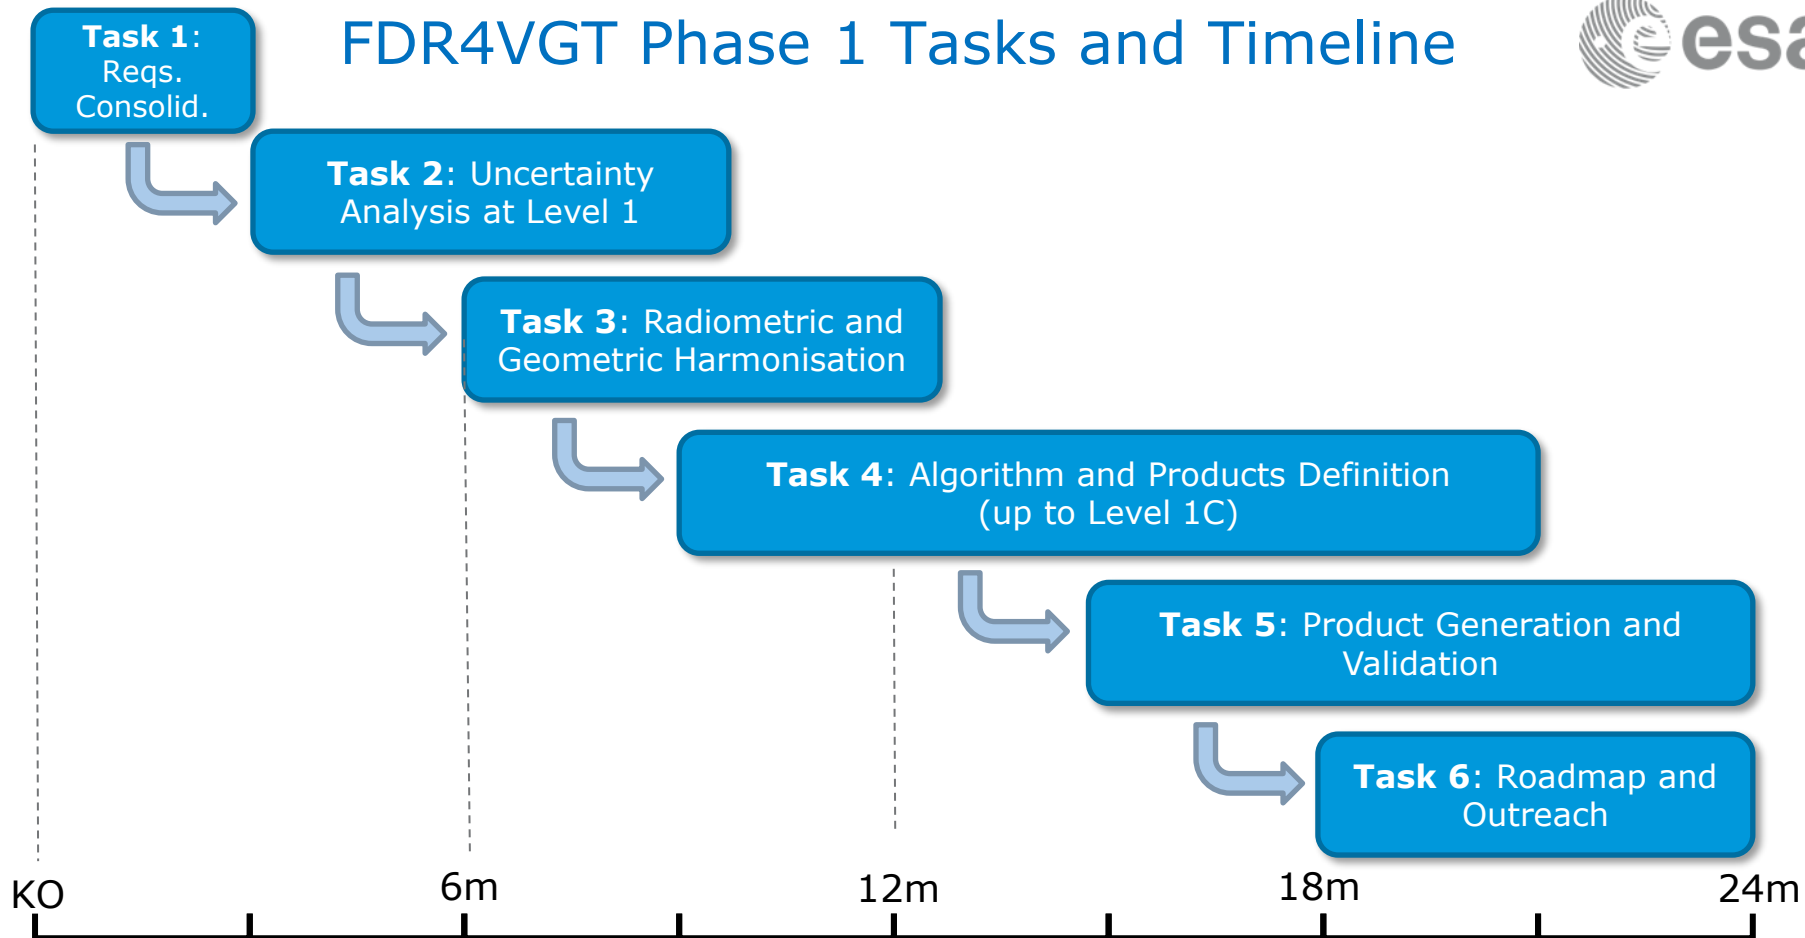 FDR4VGT Phase 1 Tasks and Timeline
esa
Task 1:
Reqs.
Consolid.
Task 2: Uncertainty
Analysis at Level 1
Task 3: Radiometric and
Geometric Harmonisation
Task 4: Algorithm and Products Definition
(up to Level 1C)
Task 5: Product Generation and
Validation
Task 6: Roadmap and
Outreach
KO
6m
12m
18m
24m